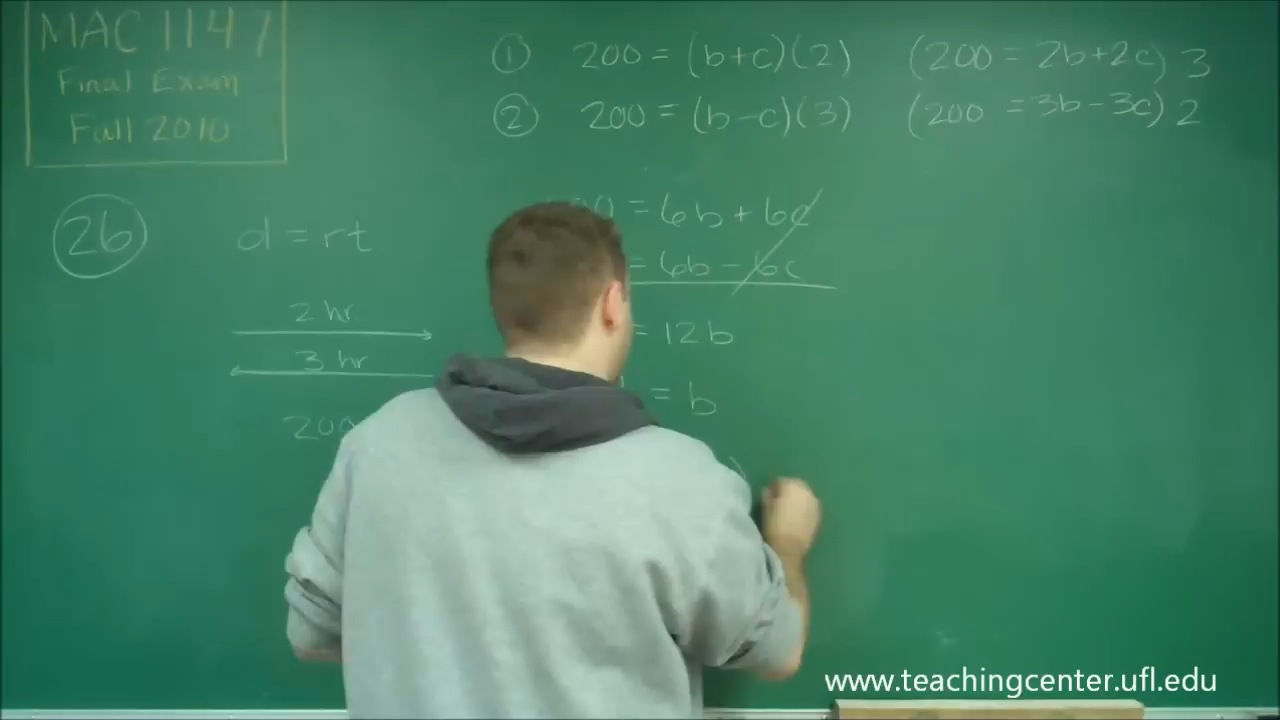 MAC 1147
Final Exam
Fall 2010
① 200 = (b+c)(2) (200 = 2b+2c) 3
② 200 = (b-c)(3) (200 = 3b-3c) 2
26
d = rt
2 hr
3 hr
200
= 6b + 6c
= 6b - 6c
= 12b
= b
www.teachingcenter.ufl.edu